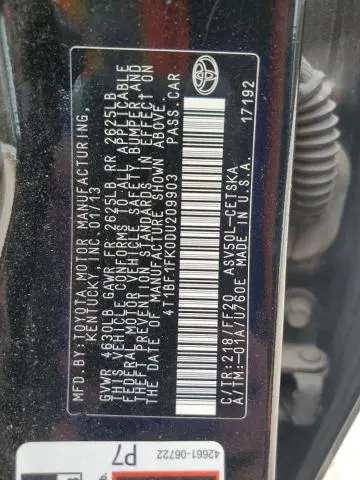 MFD. BY: TOYOTA MOTOR MANUFACTURING,
KENTUCKY, INC. 01/13
GVWR 4630LB GAWR FR 2625LB RR 2625LB
THIS VEHICLE CONFORMS TO ALL APPLICABLE
FEDERAL MOTOR VEHICLE SAFETY, BUMPER, AND
THEFT PREVENTION STANDARDS IN EFFECT ON
THE DATE OF MANUFACTURE SHOWN ABOVE.
4T1BF1FK0DU209903 PASS.CAR
C/TM: 218/FF20 ASV50L-CETSKA
A/TM: -01A/U760E MADE IN U.S.A. 17192
42661-06722
P7